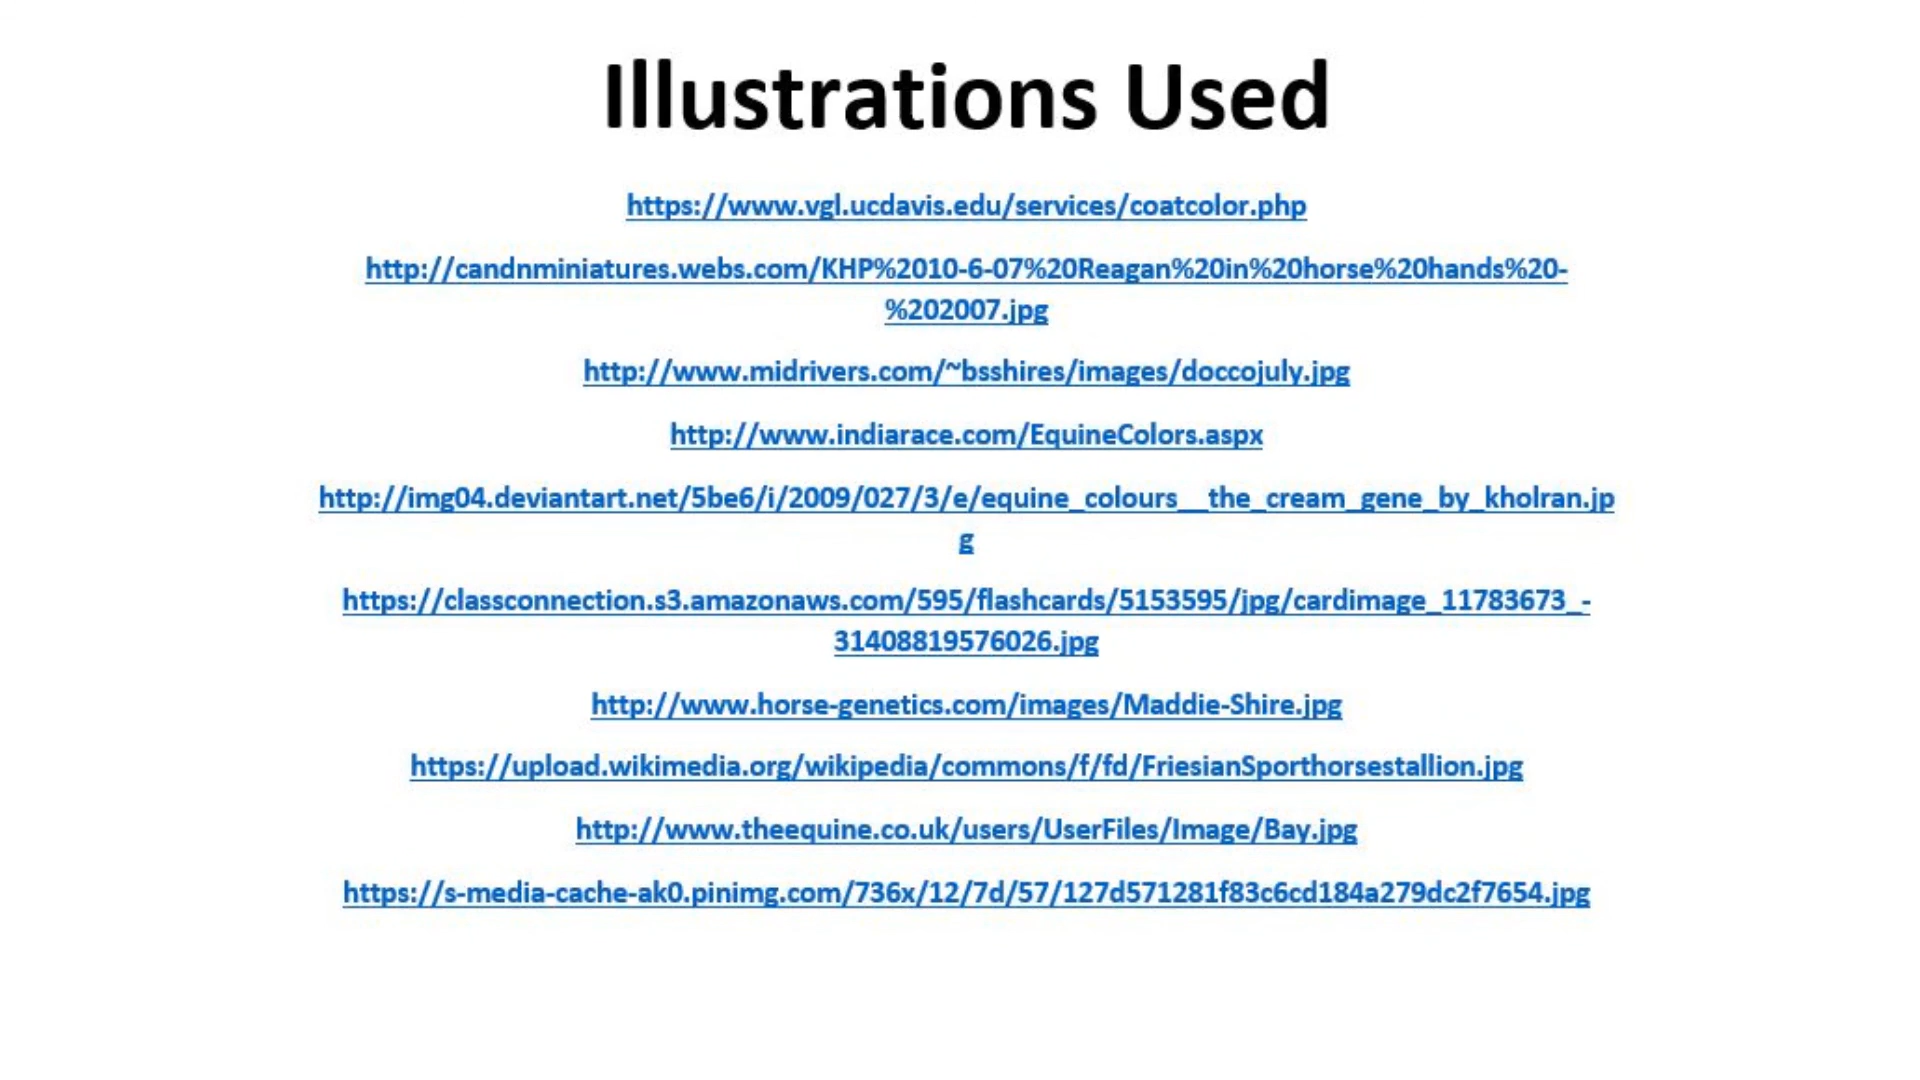 Illustrations Used
https://www.vgl.ucdavis.edu/services/coatcolor.php
http://candnminiatures.webs.com/KHP%2010-6-07%20Reagan%20in%20horse%20hands%20-
%202007.jpg
http://www.midrivers.com/~bsshires/images/doccojuly.jpg
http://www.indiarace.com/EquineColors.aspx
http://img04.deviantart.net/5be6/i/2009/027/3/e/equine_colours__the_cream_gene_by_kholran.jp
g
https://classconnection.s3.amazonaws.com/595/flashcards/5153595/jpg/cardimage_11783673_-
31408819576026.jpg
http://www.horse-genetics.com/images/Maddie-Shire.jpg
https://upload.wikimedia.org/wikipedia/commons/f/fd/FriesianSporthorsestallion.jpg
http://www.theequine.co.uk/users/UserFiles/Image/Bay.jpg
https://s-media-cache-ak0.pinimg.com/736x/12/7d/57/127d571281f83c6cd184a279dc2f7654.jpg